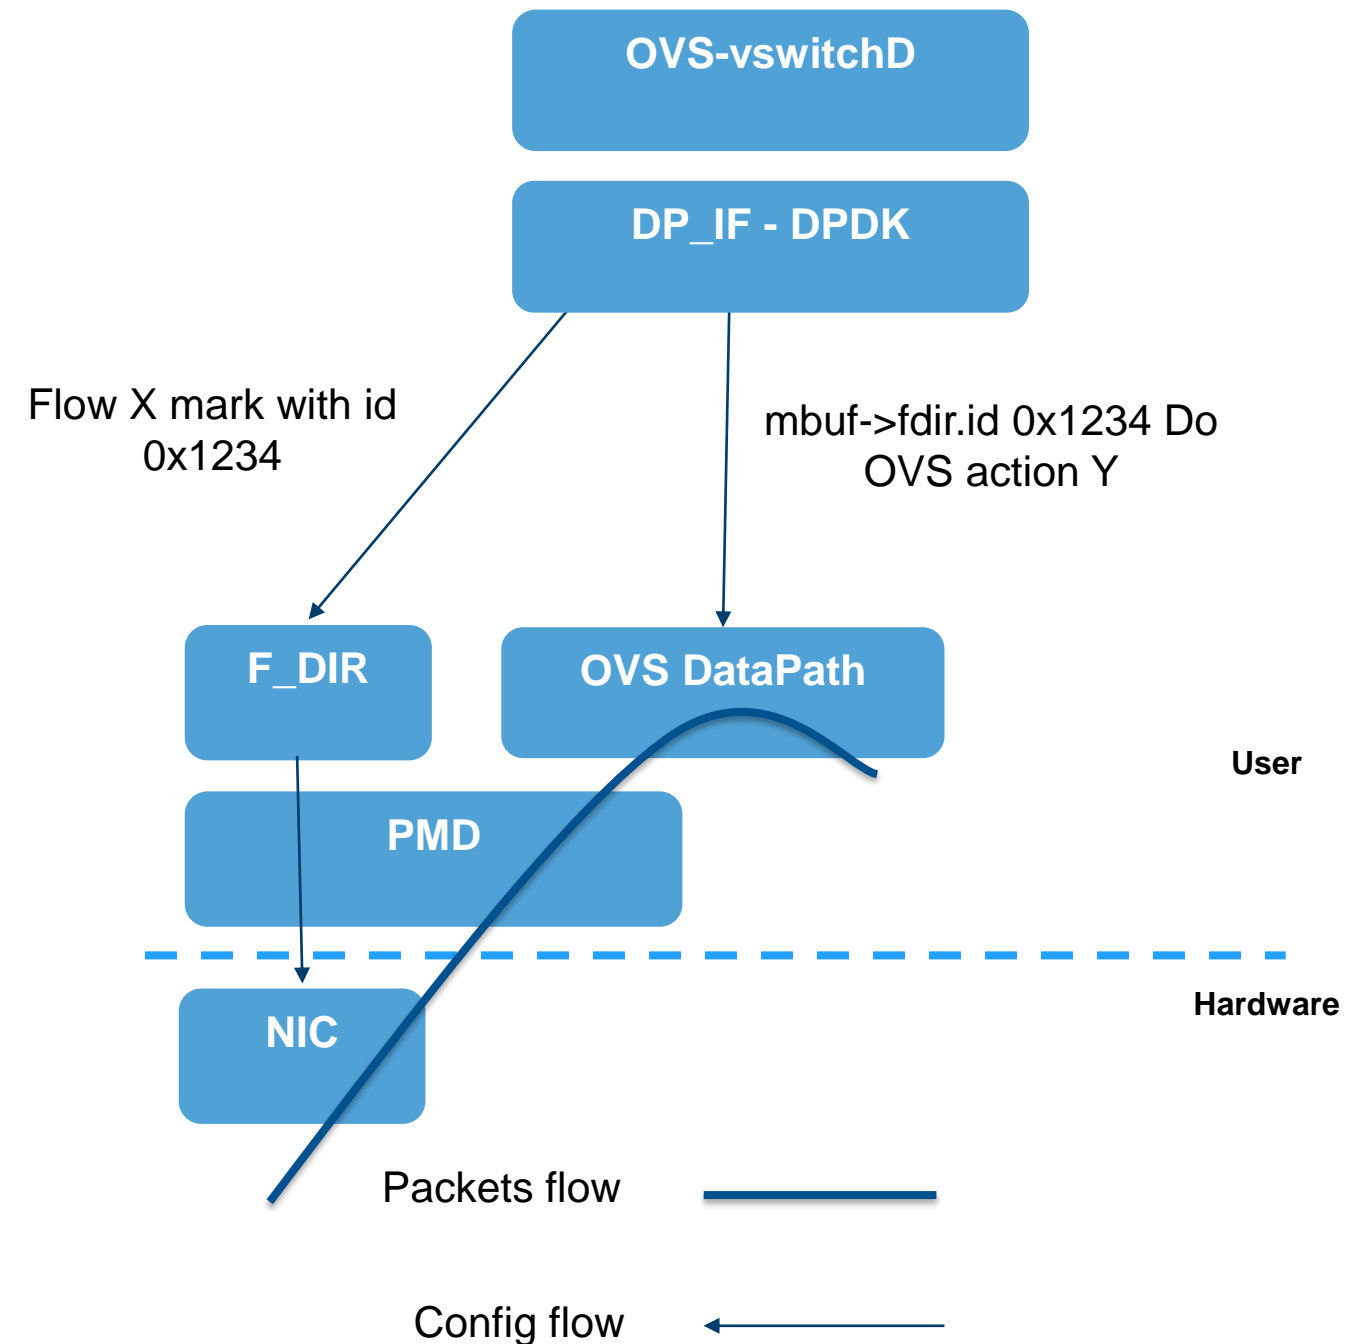 OVS-vswitchD
DP_IF - DPDK
Flow X mark with id
0x1234
mbuf->fdir.id 0x1234 Do
OVS action Y
F_DIR
OVS DataPath
User
PMD
Hardware
NIC
Packets flow
Config flow